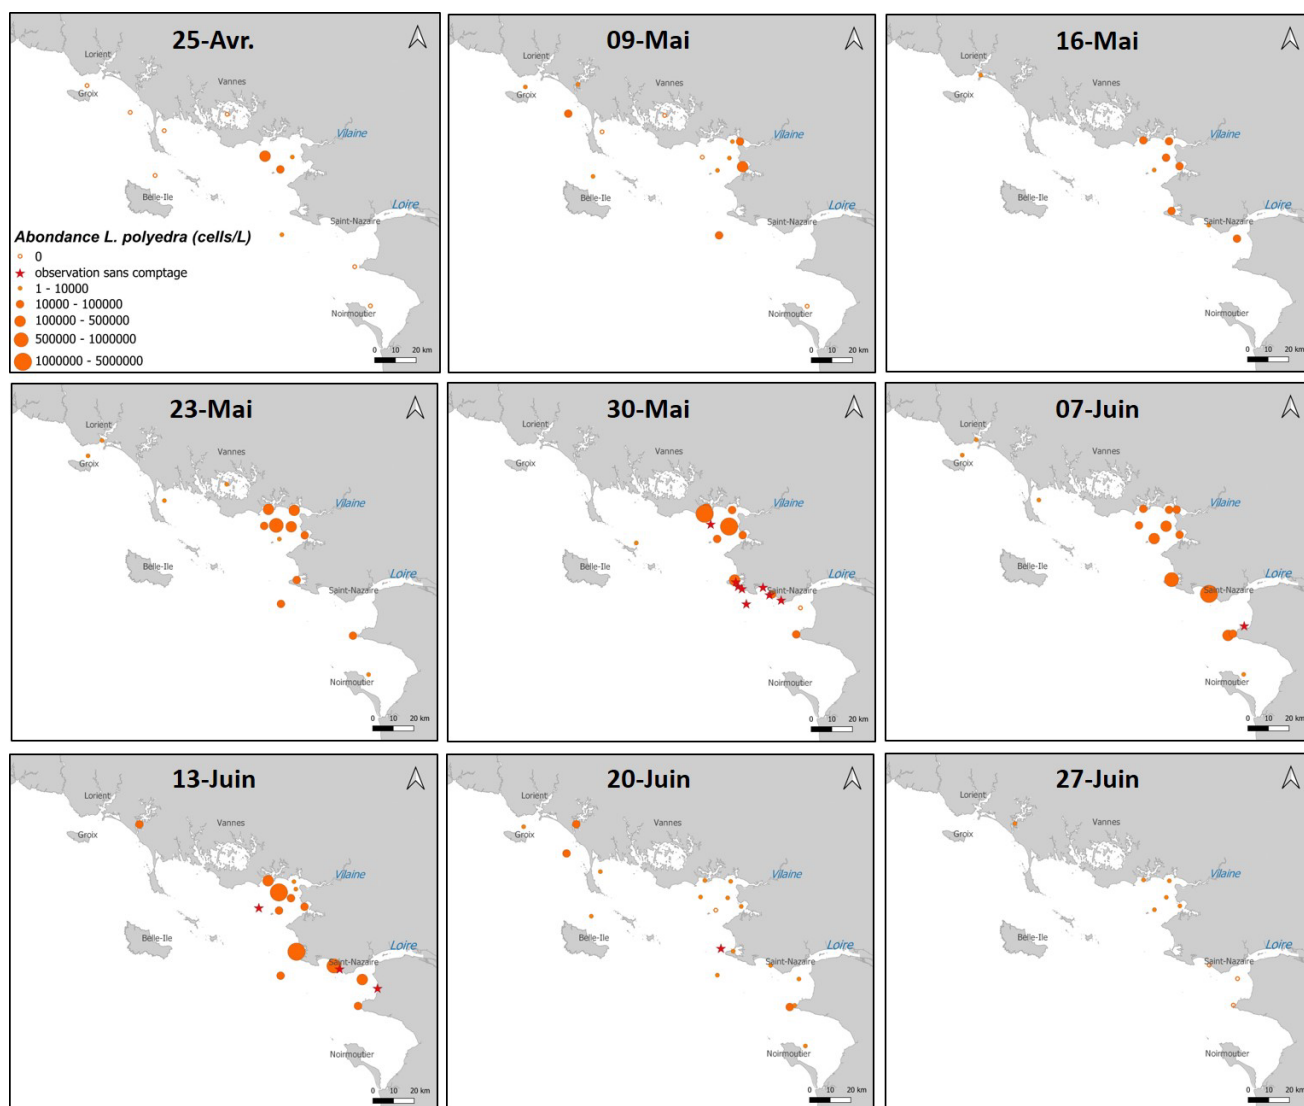 25-Avr.
Lorient
Groix
Vannes
Vilaine
Belle-Ile
Loire
Saint-Nazaire
Abondance L. polyedra (cells/L)
0
observation sans comptage
1 - 10000
10000 - 100000
100000 - 500000
500000 - 1000000
1000000 - 5000000
Noirmoutier
0 10 20 km
09-Mai
Lorient
Vannes
Groix
Vilaine
Belle-Ile
Loire
Saint-Nazaire
Noirmoutier
0 10 20 km
16-Mai
Lorient
Vannes
Groix
Vilaine
Belle-Ile
Loire
Saint-Nazaire
Noirmoutier
0 10 20 km
23-Mai
Lorient
Vannes
Groix
Vilaine
Belle-Ile
Loire
Saint-Nazaire
Noirmoutier
0 10 20 km
30-Mai
Lorient
Vannes
Groix
Vilaine
Belle-Ile
Loire
Saint-Nazaire
Noirmoutier
0 10 20 km
07-Juin
Lorient
Vannes
Groix
Vilaine
Belle-Ile
Loire
Saint-Nazaire
Noirmoutier
0 10 20 km
13-Juin
Lorient
Vannes
Groix
Vilaine
Belle-Ile
Loire
Saint-Nazaire
Noirmoutier
0 10 20 km
20-Juin
Lorient
Vannes
Groix
Vilaine
Belle-Ile
Loire
Saint-Nazaire
Noirmoutier
0 10 20 km
27-Juin
Lorient
Vannes
Groix
Vilaine
Belle-Ile
Loire
Saint-Nazaire
Noirmoutier
0 10 20 km